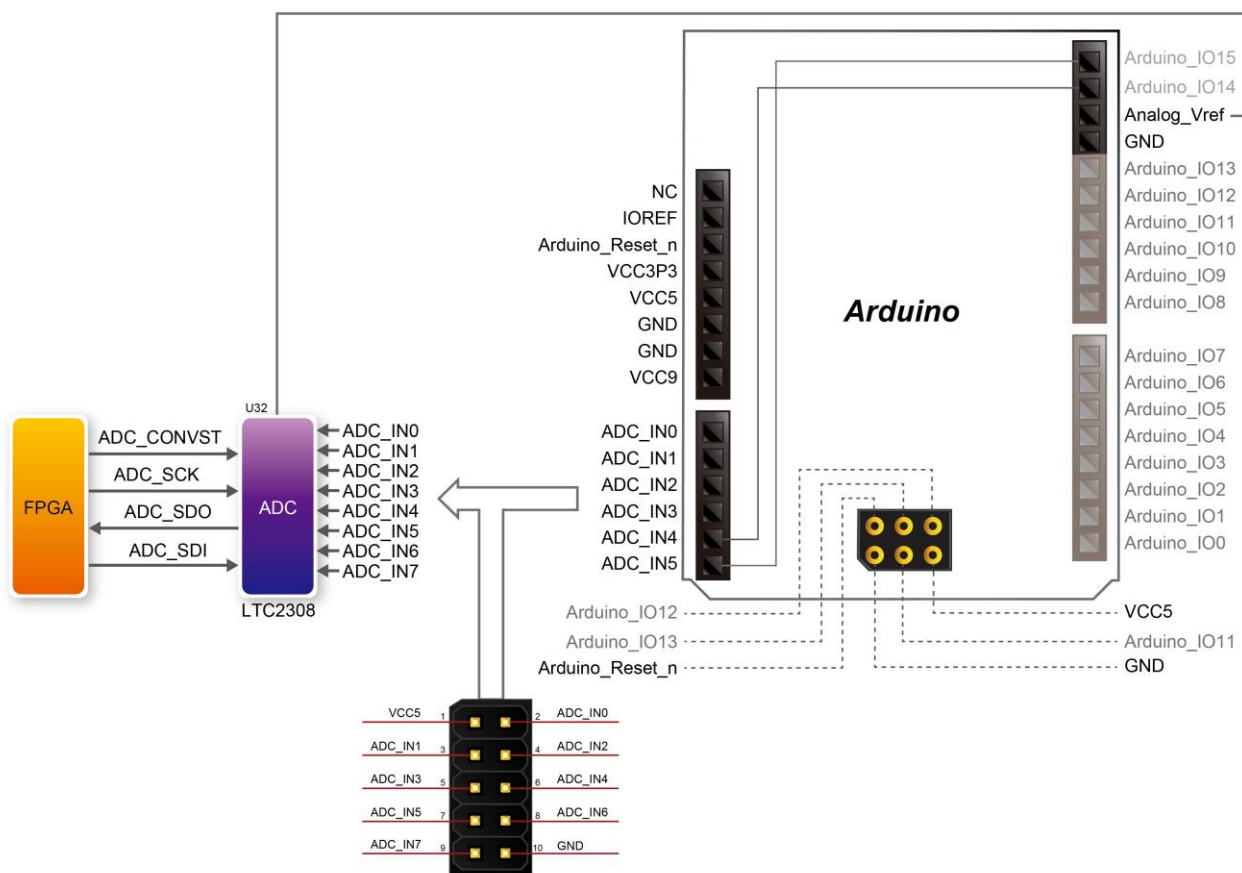 Arduino_IO15
Arduino_IO14
Analog_Vref
GND
Arduino_IO13
Arduino_IO12
Arduino_IO11
Arduino_IO10
Arduino_IO9
Arduino_IO8
NC
IOREF
Arduino_Reset_n
VCC3P3
VCC5
GND
GND
VCC9
Arduino
Arduino_IO7
Arduino_IO6
Arduino_IO5
Arduino_IO4
Arduino_IO3
Arduino_IO2
Arduino_IO1
Arduino_IO0
U32
FPGA
ADC_CONVST
ADC_SCK
ADC_SDO
ADC_SDI
ADC
LTC2308
ADC_IN0
ADC_IN1
ADC_IN2
ADC_IN3
ADC_IN4
ADC_IN5
ADC_IN6
ADC_IN7
ADC_IN0
ADC_IN1
ADC_IN2
ADC_IN3
ADC_IN4
ADC_IN5
Arduino_IO12
Arduino_IO13
Arduino_Reset_n
VCC5
Arduino_IO11
GND
VCC5 1 2 ADC_IN0
ADC_IN1 3 4 ADC_IN2
ADC_IN3 5 6 ADC_IN4
ADC_IN5 7 8 ADC_IN6
ADC_IN7 9 10 GND